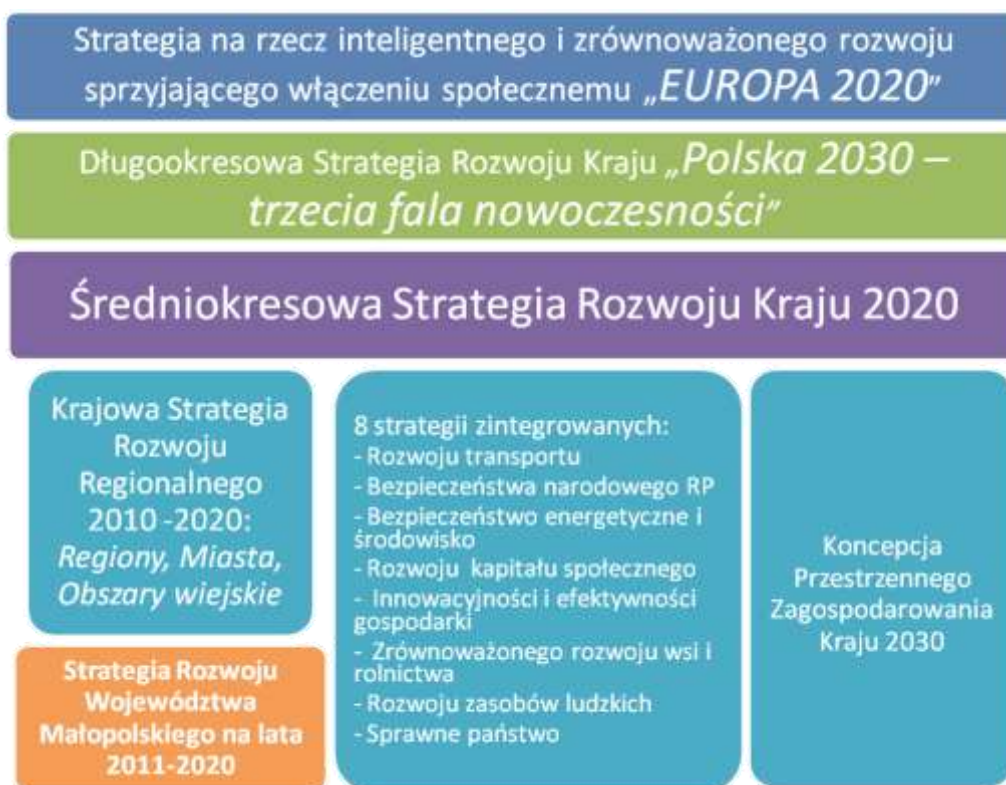 Strategia na rzecz inteligentnego i zrównoważonego rozwoju
sprzyjającego włączeniu społecznemu „EUROPA 2020”
Długookresowa Strategia Rozwoju Kraju „Polska 2030 –
trzecia fala nowoczesności”
Średniokresowa Strategia Rozwoju Kraju 2020
Krajowa Strategia
Rozwoju
Regionalnego
2010 -2020:
Regiony, Miasta,
Obszary wiejskie
Strategia Rozwoju
Województwa
Małopolskiego na lata
2011-2020
8 strategii zintegrowanych:
- Rozwoju transportu
- Bezpieczeństwa narodowego RP
- Bezpieczeństwo energetyczne i
środowisko
- Rozwoju kapitału społecznego
- Innowacyjności i efektywności
gospodarki
- Zrównoważonego rozwoju wsi i
rolnictwa
- Rozwoju zasobów ludzkich
- Sprawne państwo
Koncepcja
Przestrzennego
Zagospodarowania
Kraju 2030